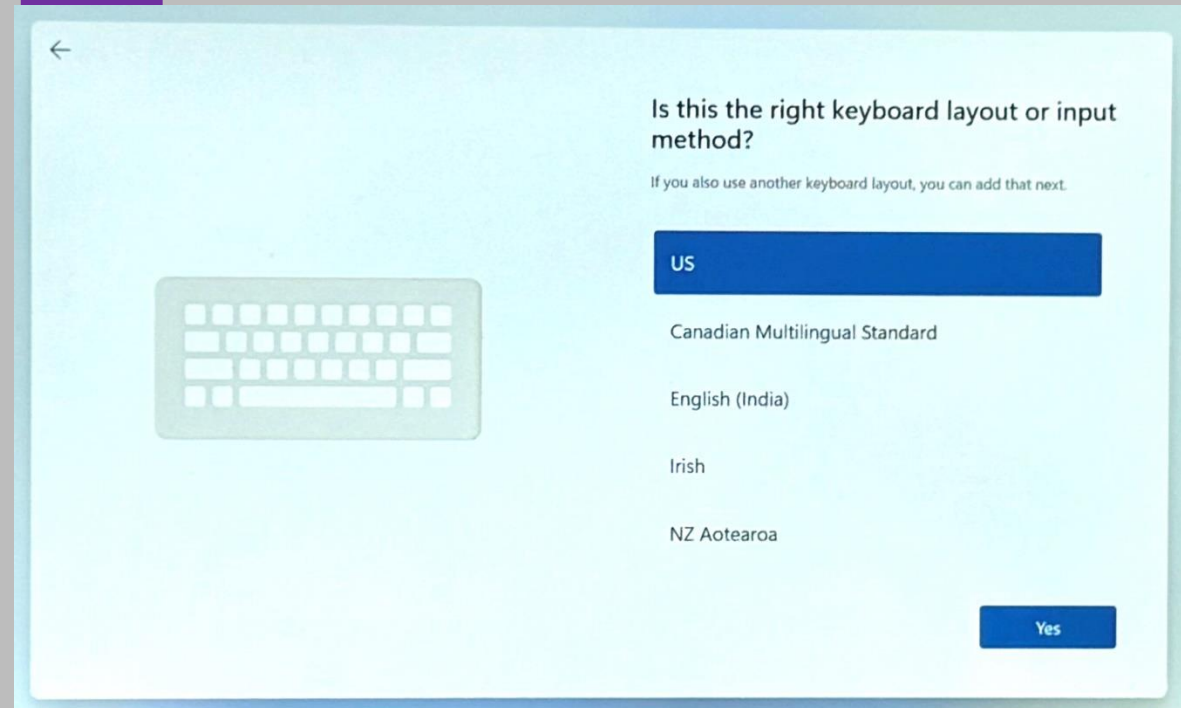 Is this the right keyboard layout or input
method?
If you also use another keyboard layout, you can add that next.
US
Canadian Multilingual Standard
English (India)
Irish
NZ Aotearoa
Yes